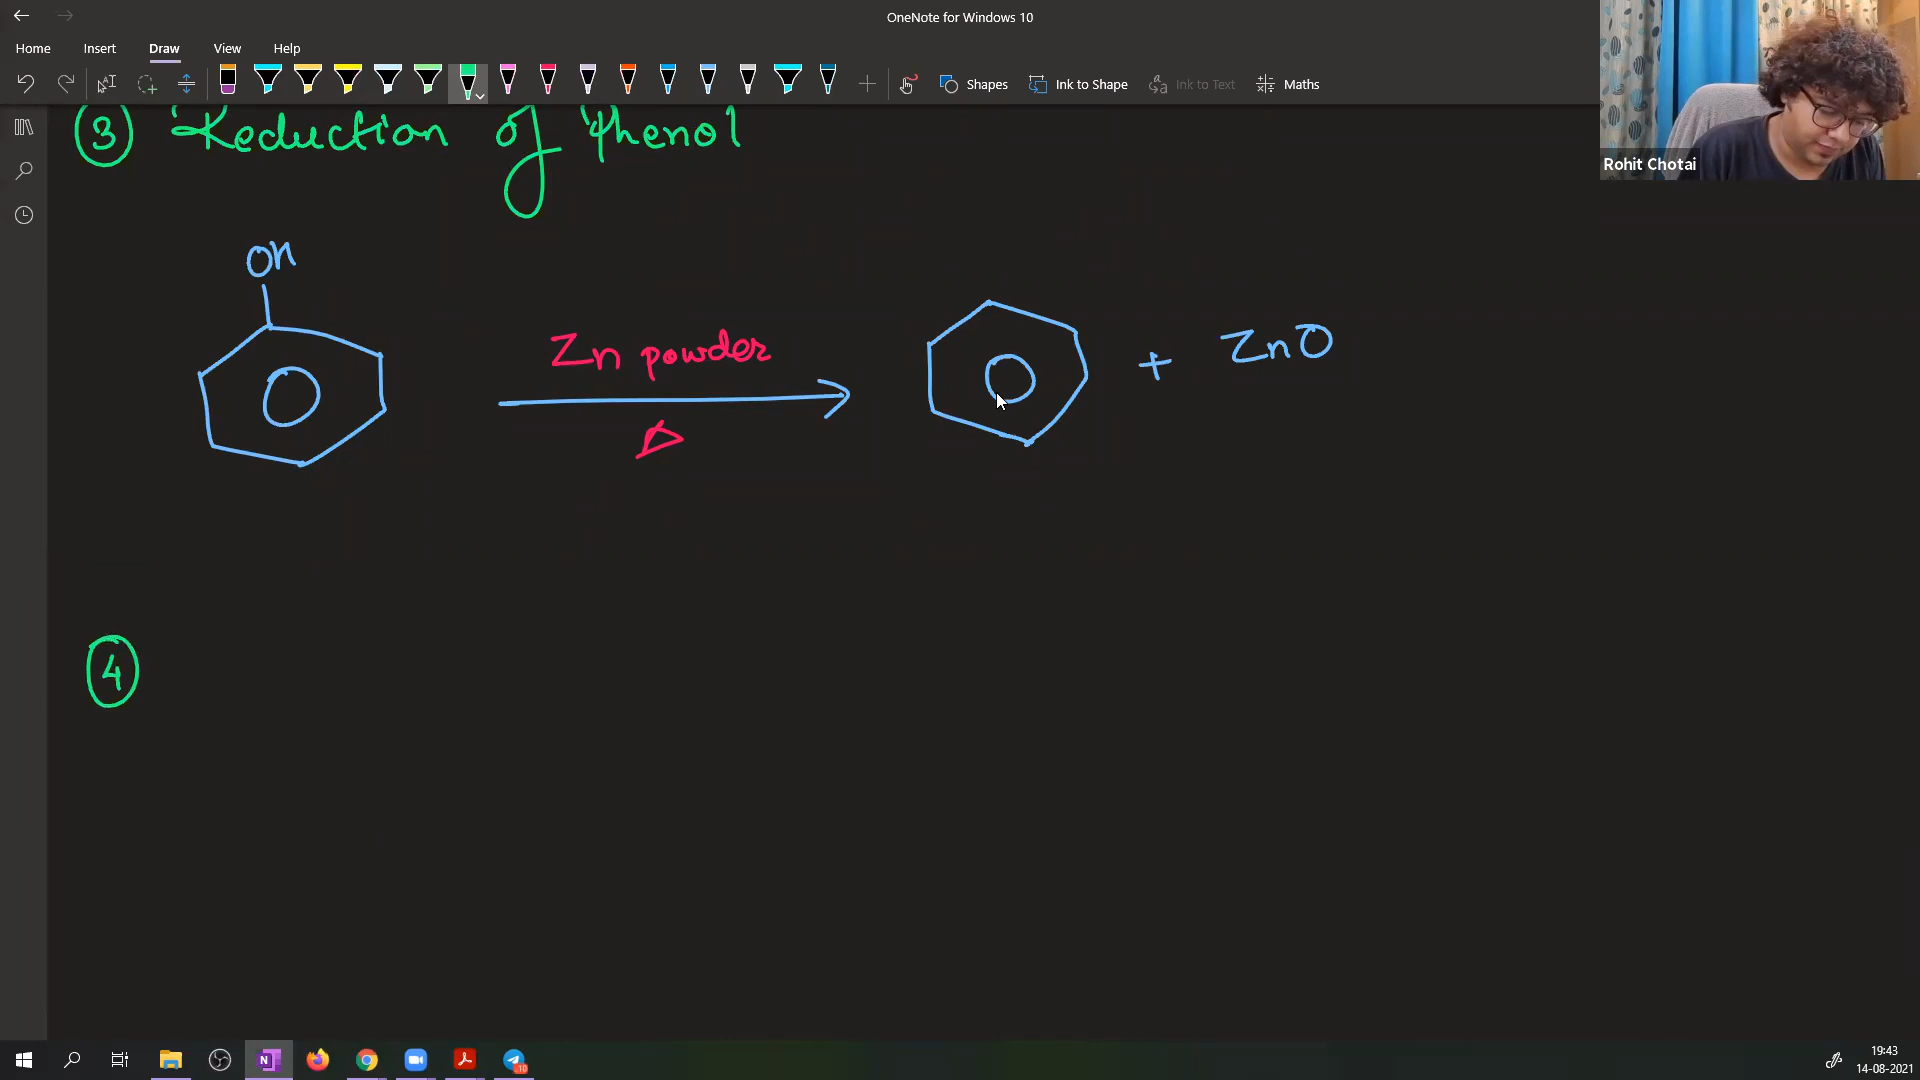 OneNote for Windows 10
Home Insert Draw View Help
Shapes Ink to Shape Ink to Text Maths
Rohit Chotai
3 Reduction of Phenol
OH
Zn powder
Δ
+ ZnO
4
10
19:43
14-08-2021